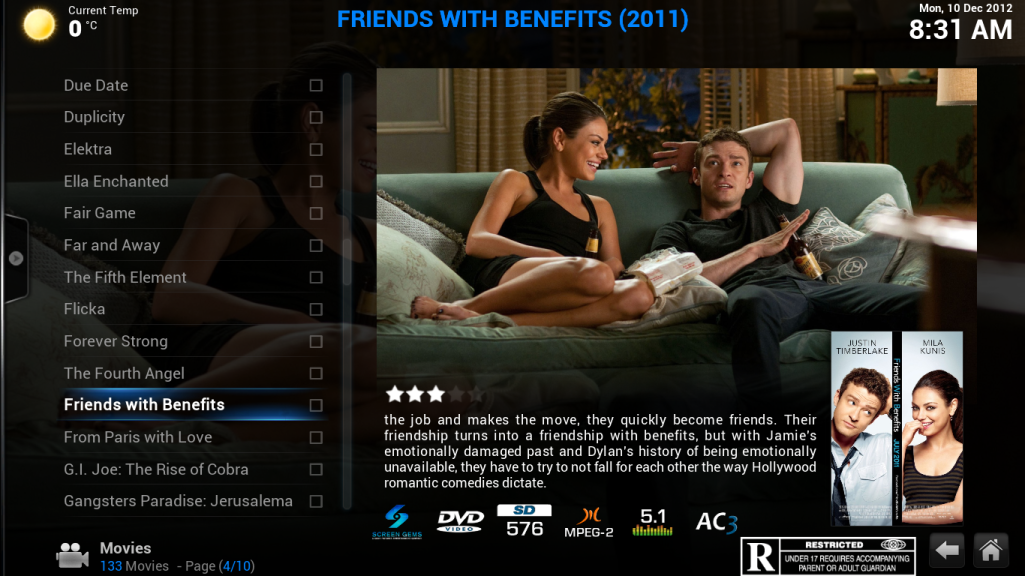 Current Temp
0 °C
FRIENDS WITH BENEFITS (2011)
Mon, 10 Dec 2012
8:31 AM
Due Date
Duplicity
Elektra
Ella Enchanted
Fair Game
Far and Away
The Fifth Element
Flicka
Forever Strong
The Fourth Angel
Friends with Benefits
From Paris with Love
G.I. Joe: The Rise of Cobra
Gangsters Paradise: Jerusalema
the job and makes the move, they quickly become friends. Their
friendship turns into a friendship with benefits, but with Jamie's
emotionally damaged past and Dylan's history of being emotionally
unavailable, they have to try to not fall for each other the way Hollywood
romantic comedies dictate.
JUSTIN
TIMBERLAKE
MILA
KUNIS
Friends With Benefits JULY 2011
SCREEN GEMS
DVD
VIDEO
SD
576
MPEG-2
5.1
AC3
R
RESTRICTED
UNDER 17 REQUIRES ACCOMPANYING
PARENT OR ADULT GUARDIAN
Movies
133 Movies - Page (4/10)